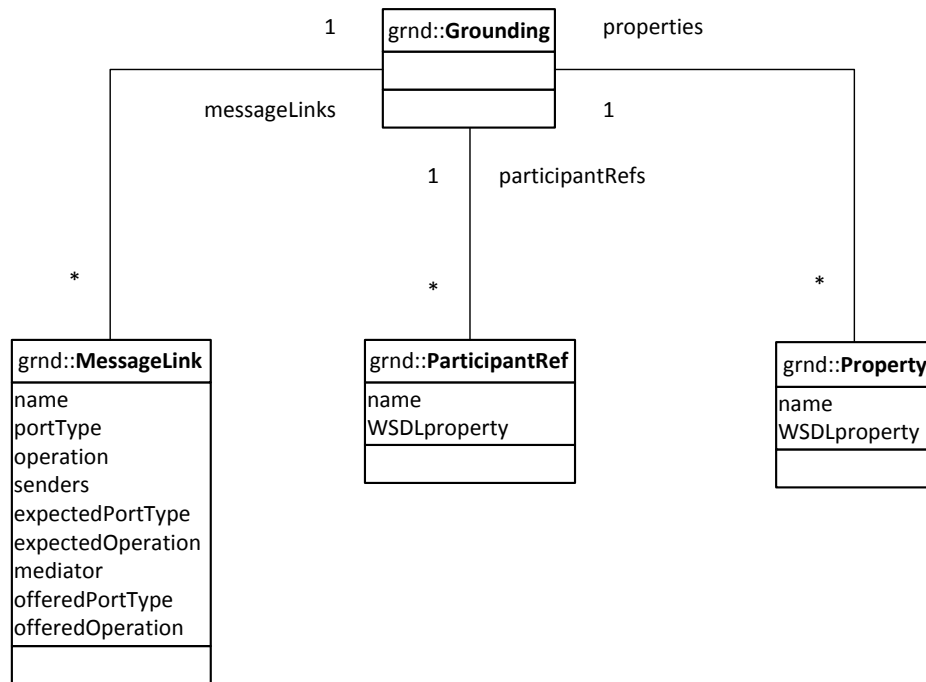 1
grnd::Grounding
properties
messageLinks
1
1
participantRefs
*
*
*
grnd::MessageLink
name
portType
operation
senders
expectedPortType
expectedOperation
mediator
offeredPortType
offeredOperation
grnd::ParticipantRef
name
WSDLproperty
grnd::Property
name
WSDLproperty